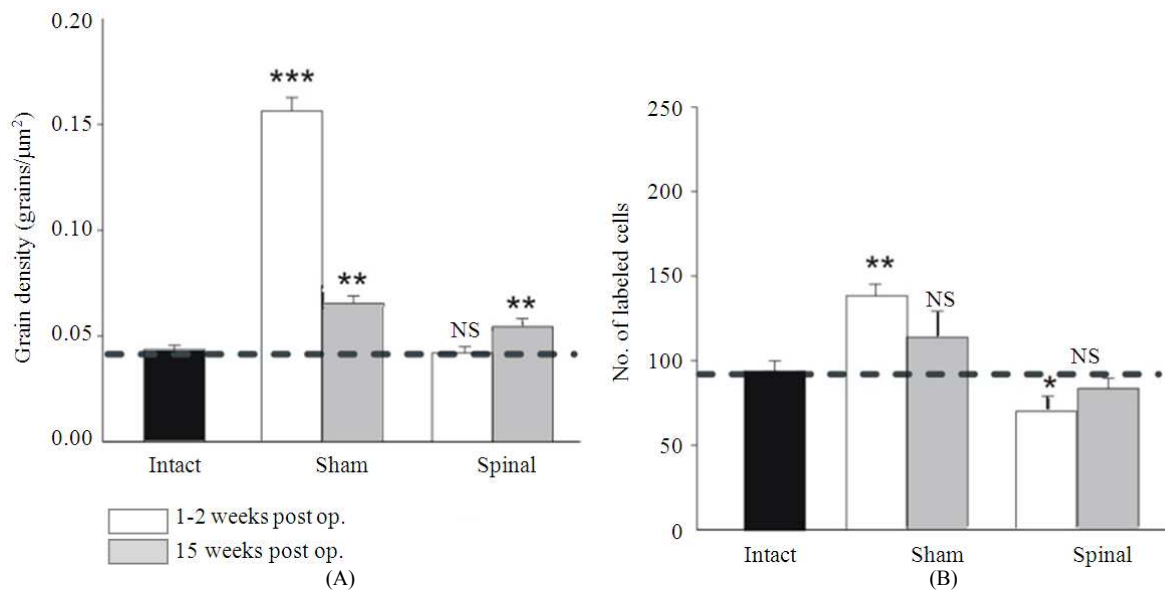 0.20
***
0.15
Grain density (grains/µm²)
0.10
**
**
NS
0.05
0.00
Intact
Sham
Spinal
1-2 weeks post op.
15 weeks post op.
(A)
250
200
No. of labeled cells
150
**
NS
100
NS
*
50
0
Intact
Sham
Spinal
(B)